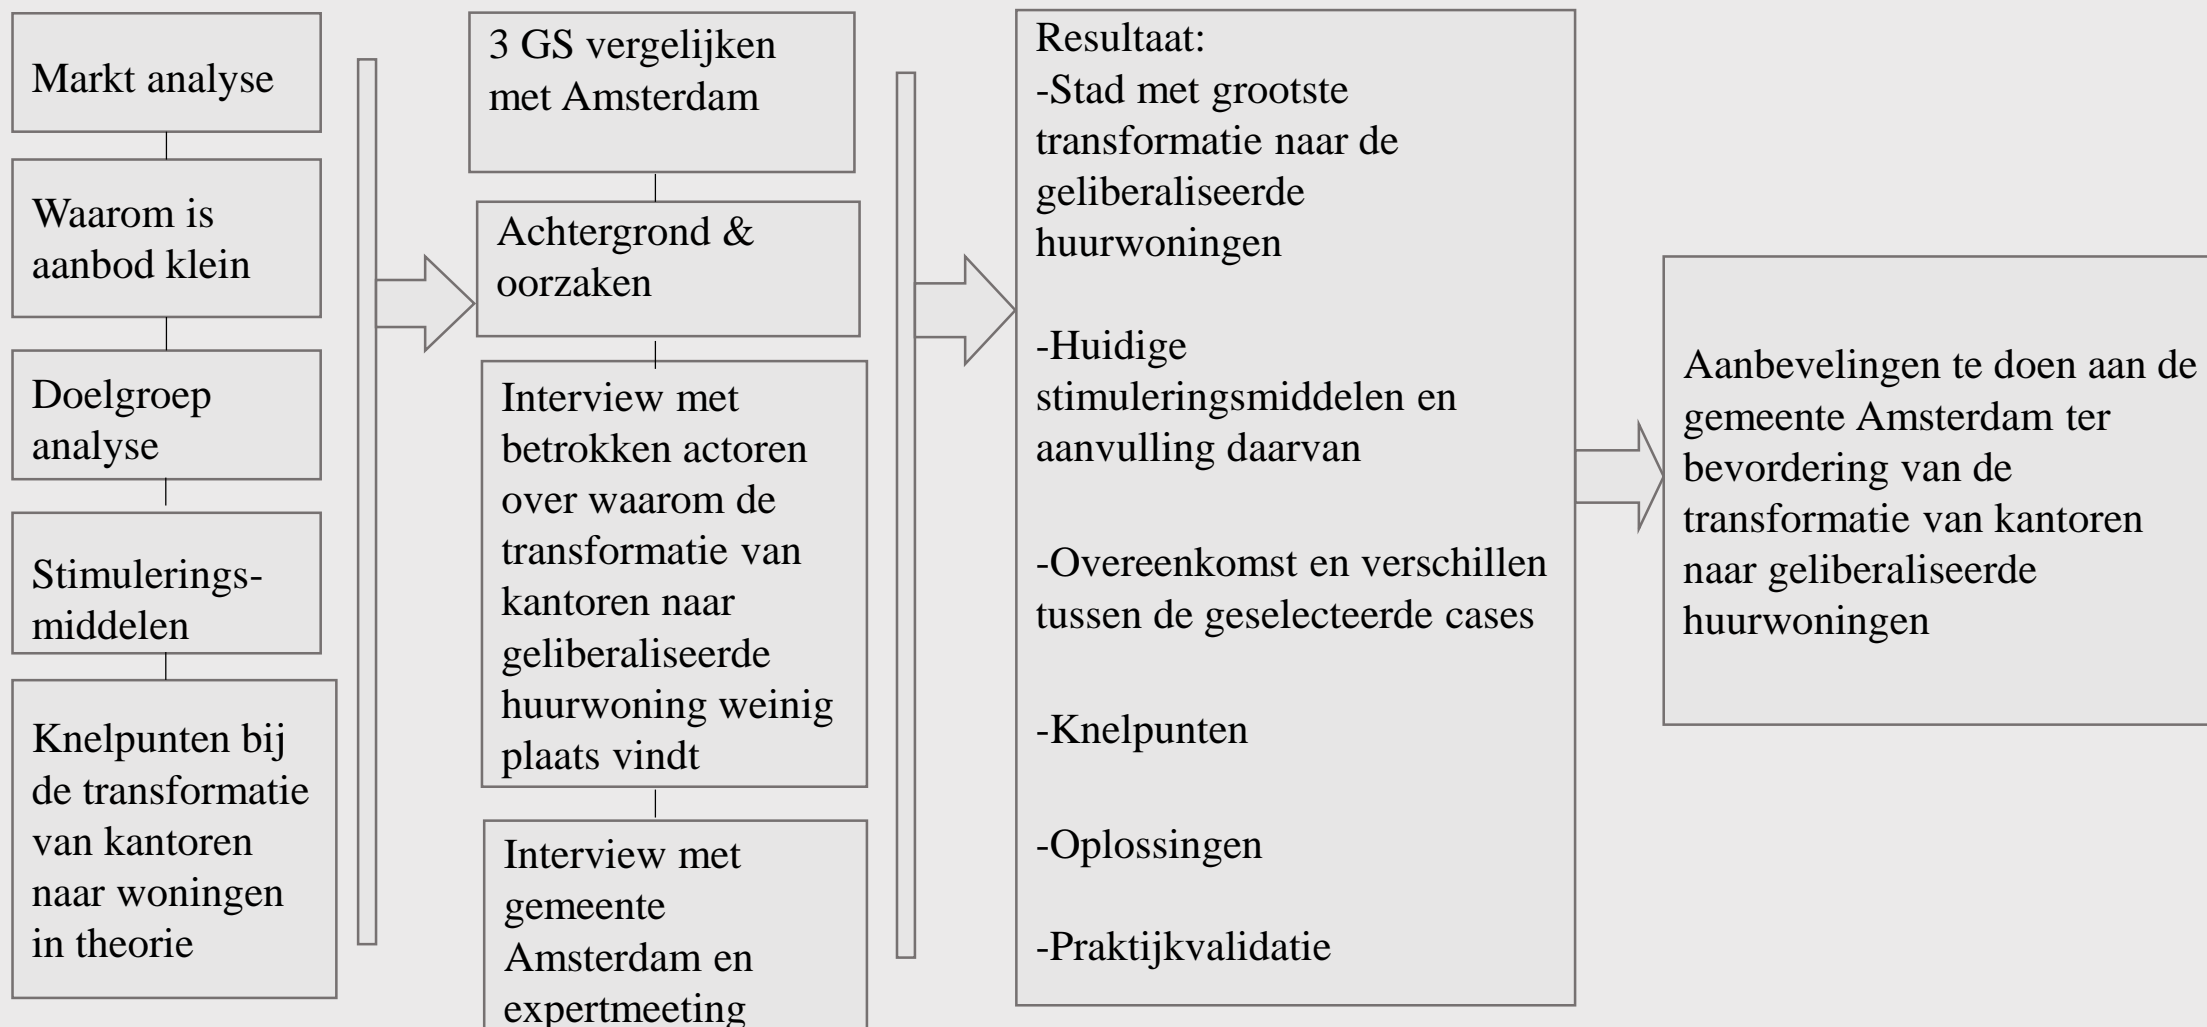 Markt analyse
Waarom is
aanbod klein
Doelgroep
analyse
Stimulerings-
middelen
Knelpunten bij
de transformatie
van kantoren
naar woningen
in theorie
3 GS vergelijken
met Amsterdam
Achtergrond &
oorzaken
Interview met
betrokken actoren
over waarom de
transformatie van
kantoren naar
geliberaliseerde
huurwoning weinig
plaats vindt
Interview met
gemeente
Amsterdam en
expertmeeting
Resultaat:
-Stad met grootste
transformatie naar de
geliberaliseerde
huurwoningen
-Huidige
stimuleringsmiddelen en
aanvulling daarvan
-Overeenkomst en verschillen
tussen de geselecteerde cases
-Knelpunten
-Oplossingen
-Praktijkvalidatie
Aanbevelingen te doen aan de
gemeente Amsterdam ter
bevordering van de
transformatie van kantoren
naar geliberaliseerde
huurwoningen